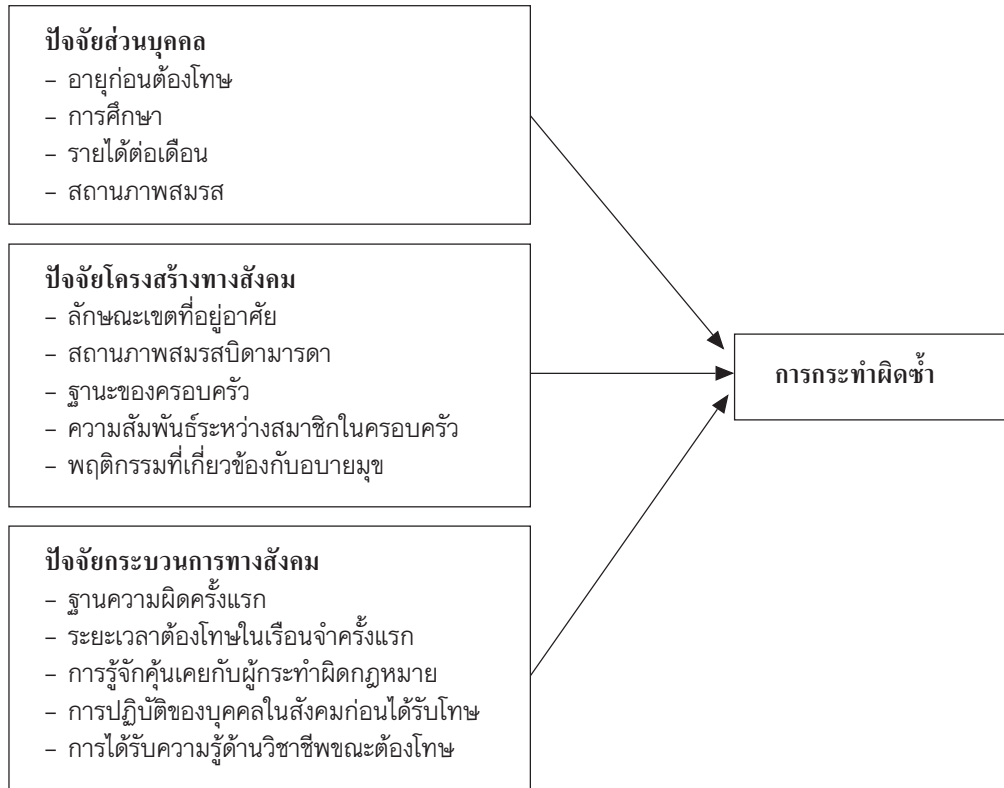 ปัจจัยส่วนบุคคล
– อายุก่อนต้องโทษ
– การศึกษา
– รายได้ต่อเดือน
– สถานภาพสมรส
ปัจจัยโครงสร้างทางสังคม
– ลักษณะเขตที่อยู่อาศัย
– สถานภาพสมรสบิดามารดา
– ฐานะของครอบครัว
– ความสัมพันธ์ระหว่างสมาชิกในครอบครัว
– พฤติกรรมที่เกี่ยวข้องกับอบายมุข
ปัจจัยกระบวนการทางสังคม
– ฐานความผิดครั้งแรก
– ระยะเวลาต้องโทษในเรือนจำครั้งแรก
– การรู้จักคุ้นเคยกับผู้กระทำผิดกฎหมาย
– การปฏิบัติของบุคคลในสังคมก่อนได้รับโทษ
– การได้รับความรู้ด้านวิชาชีพขณะต้องโทษ
การกระทำผิดซ้ำ